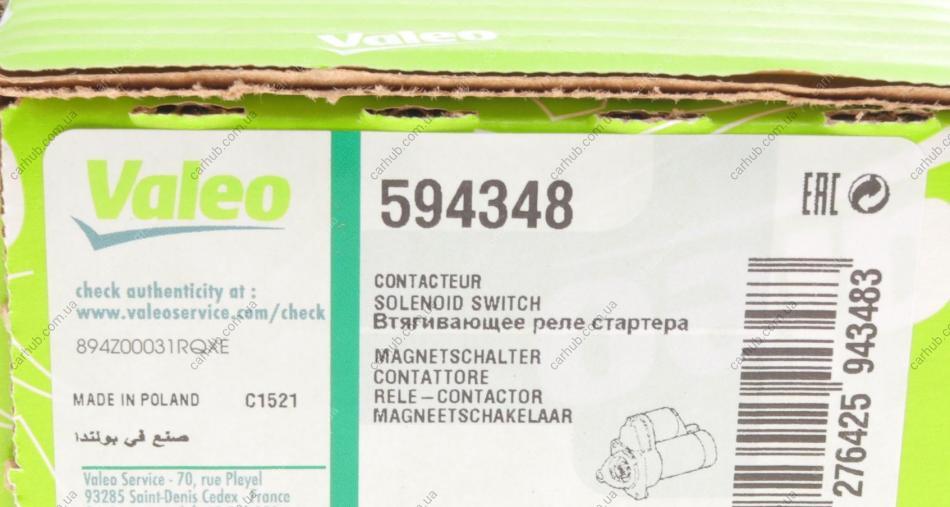 Valeo
Valeo
check authenticity at :
www.valeoservice.com/check
894Z00031RQXE
MADE IN POLAND C1521
صنع في بولندا
Valeo Service - 70, rue Pleyel
93285 Saint-Denis Cedex - France
594348
CONTACTEUR
SOLENOID SWITCH
Втягивающее реле стартера
MAGNETSCHALTER
CONTATTORE
RELE-CONTACTOR
MAGNEETSCHAKELAAR
EAC
276425 943483
carhub.com.ua